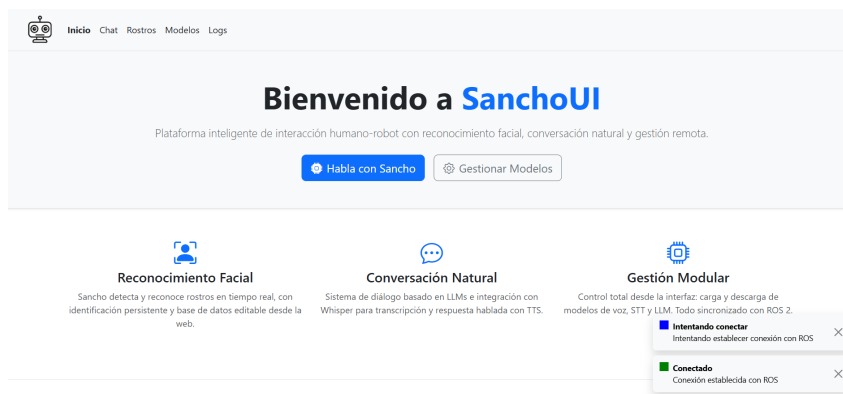 Inicio Chat Rostros Modelos Logs
Bienvenido a SanchoUI
Plataforma inteligente de interacción humano-robot con reconocimiento facial, conversación natural y gestión remota.
Habla con Sancho
Gestionar Modelos
Reconocimiento Facial
Sancho detecta y reconoce rostros en tiempo real, con
identificación persistente y base de datos editable desde la
web.
Conversación Natural
Sistema de diálogo basado en LLMs e integración con
Whisper para transcripción y respuesta hablada con TTS.
Gestión Modular
Control total desde la interfaz: carga y descarga de
modelos de voz, STT y LLM. Todo sincronizado con ROS 2.
Intentando conectar
Intentando establecer conexión con ROS
Conectado
Conexión establecida con ROS